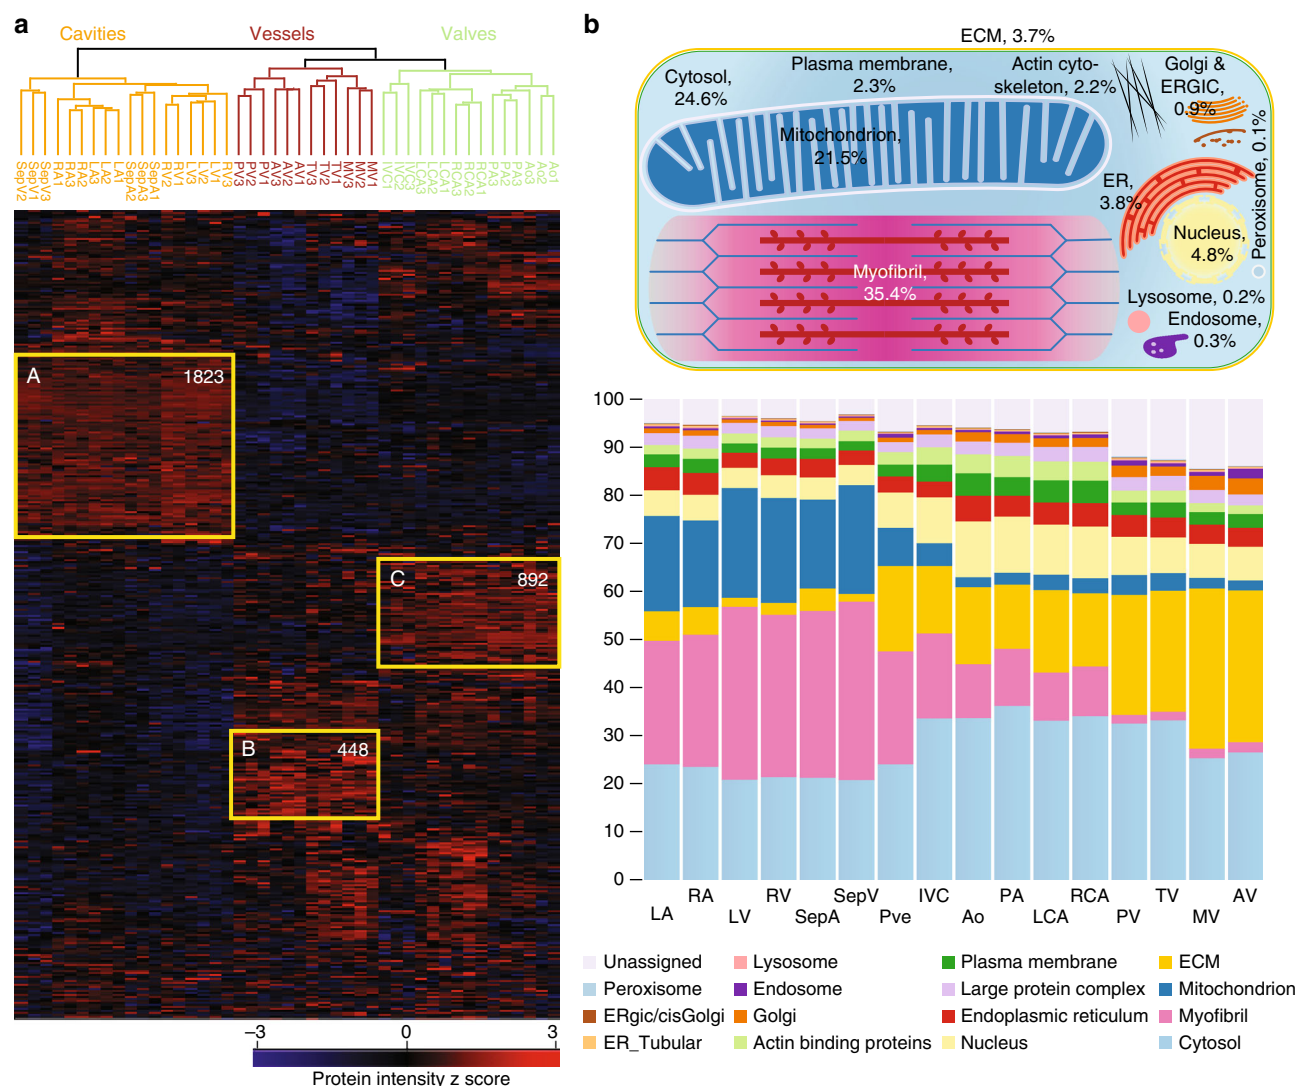 a
Cavities
Vessels
Valves
SepV2
SepV1
SepV3
RA1
RA3
RA2
LA3
LA2
LA1
SepA2
SepA3
SepA1
RV2
RV1
LV3
LV2
LV1
RV3
PV2
PV3
PV1
AV3
AV2
AV1
TV3
TV2
TV1
MV3
MV2
MV1
IVC1
IVC2
IVC3
LCA2
LCA3
LCA1
RCA3
RCA2
RCA1
PA3
Ao3
Ao2
Ao1
A
1823
C
892
B
448
–3
0
3
Protein intensity z score
b
ECM, 3.7%
Cytosol,
24.6%
Plasma membrane,
2.3%
Actin cyto-
skeleton, 2.2%
Golgi &
ERGIC,
0.9%
Mitochondrion,
21.5%
Peroxisome, 0.1%
ER,
3.8%
Nucleus,
4.8%
Myofibril,
35.4%
Lysosome, 0.2%
Endosome,
0.3%
100
90
80
70
60
50
40
30
20
10
0
LA
RA
LV
RV
SepA
SepV
Pve
IVC
Ao
PA
LCA
RCA
PV
TV
MV
AV
Unassigned
Lysosome
Plasma membrane
ECM
Peroxisome
Endosome
Large protein complex
Mitochondrion
ERgic/cisGolgi
Golgi
Endoplasmic reticulum
Myofibril
ER_Tubular
Actin binding proteins
Nucleus
Cytosol